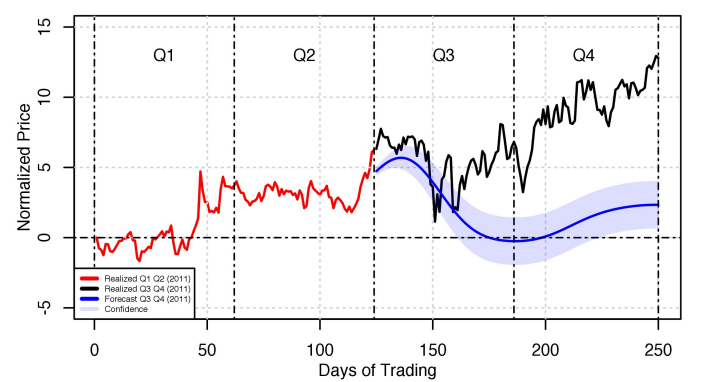 15
10
5
0
-5
Normalized Price
Q1 Q2 Q3 Q4
Realized Q1 Q2 (2011)
Realized Q3 Q4 (2011)
Forecast Q3 Q4 (2011)
Confidence
0 50 100 150 200 250
Days of Trading